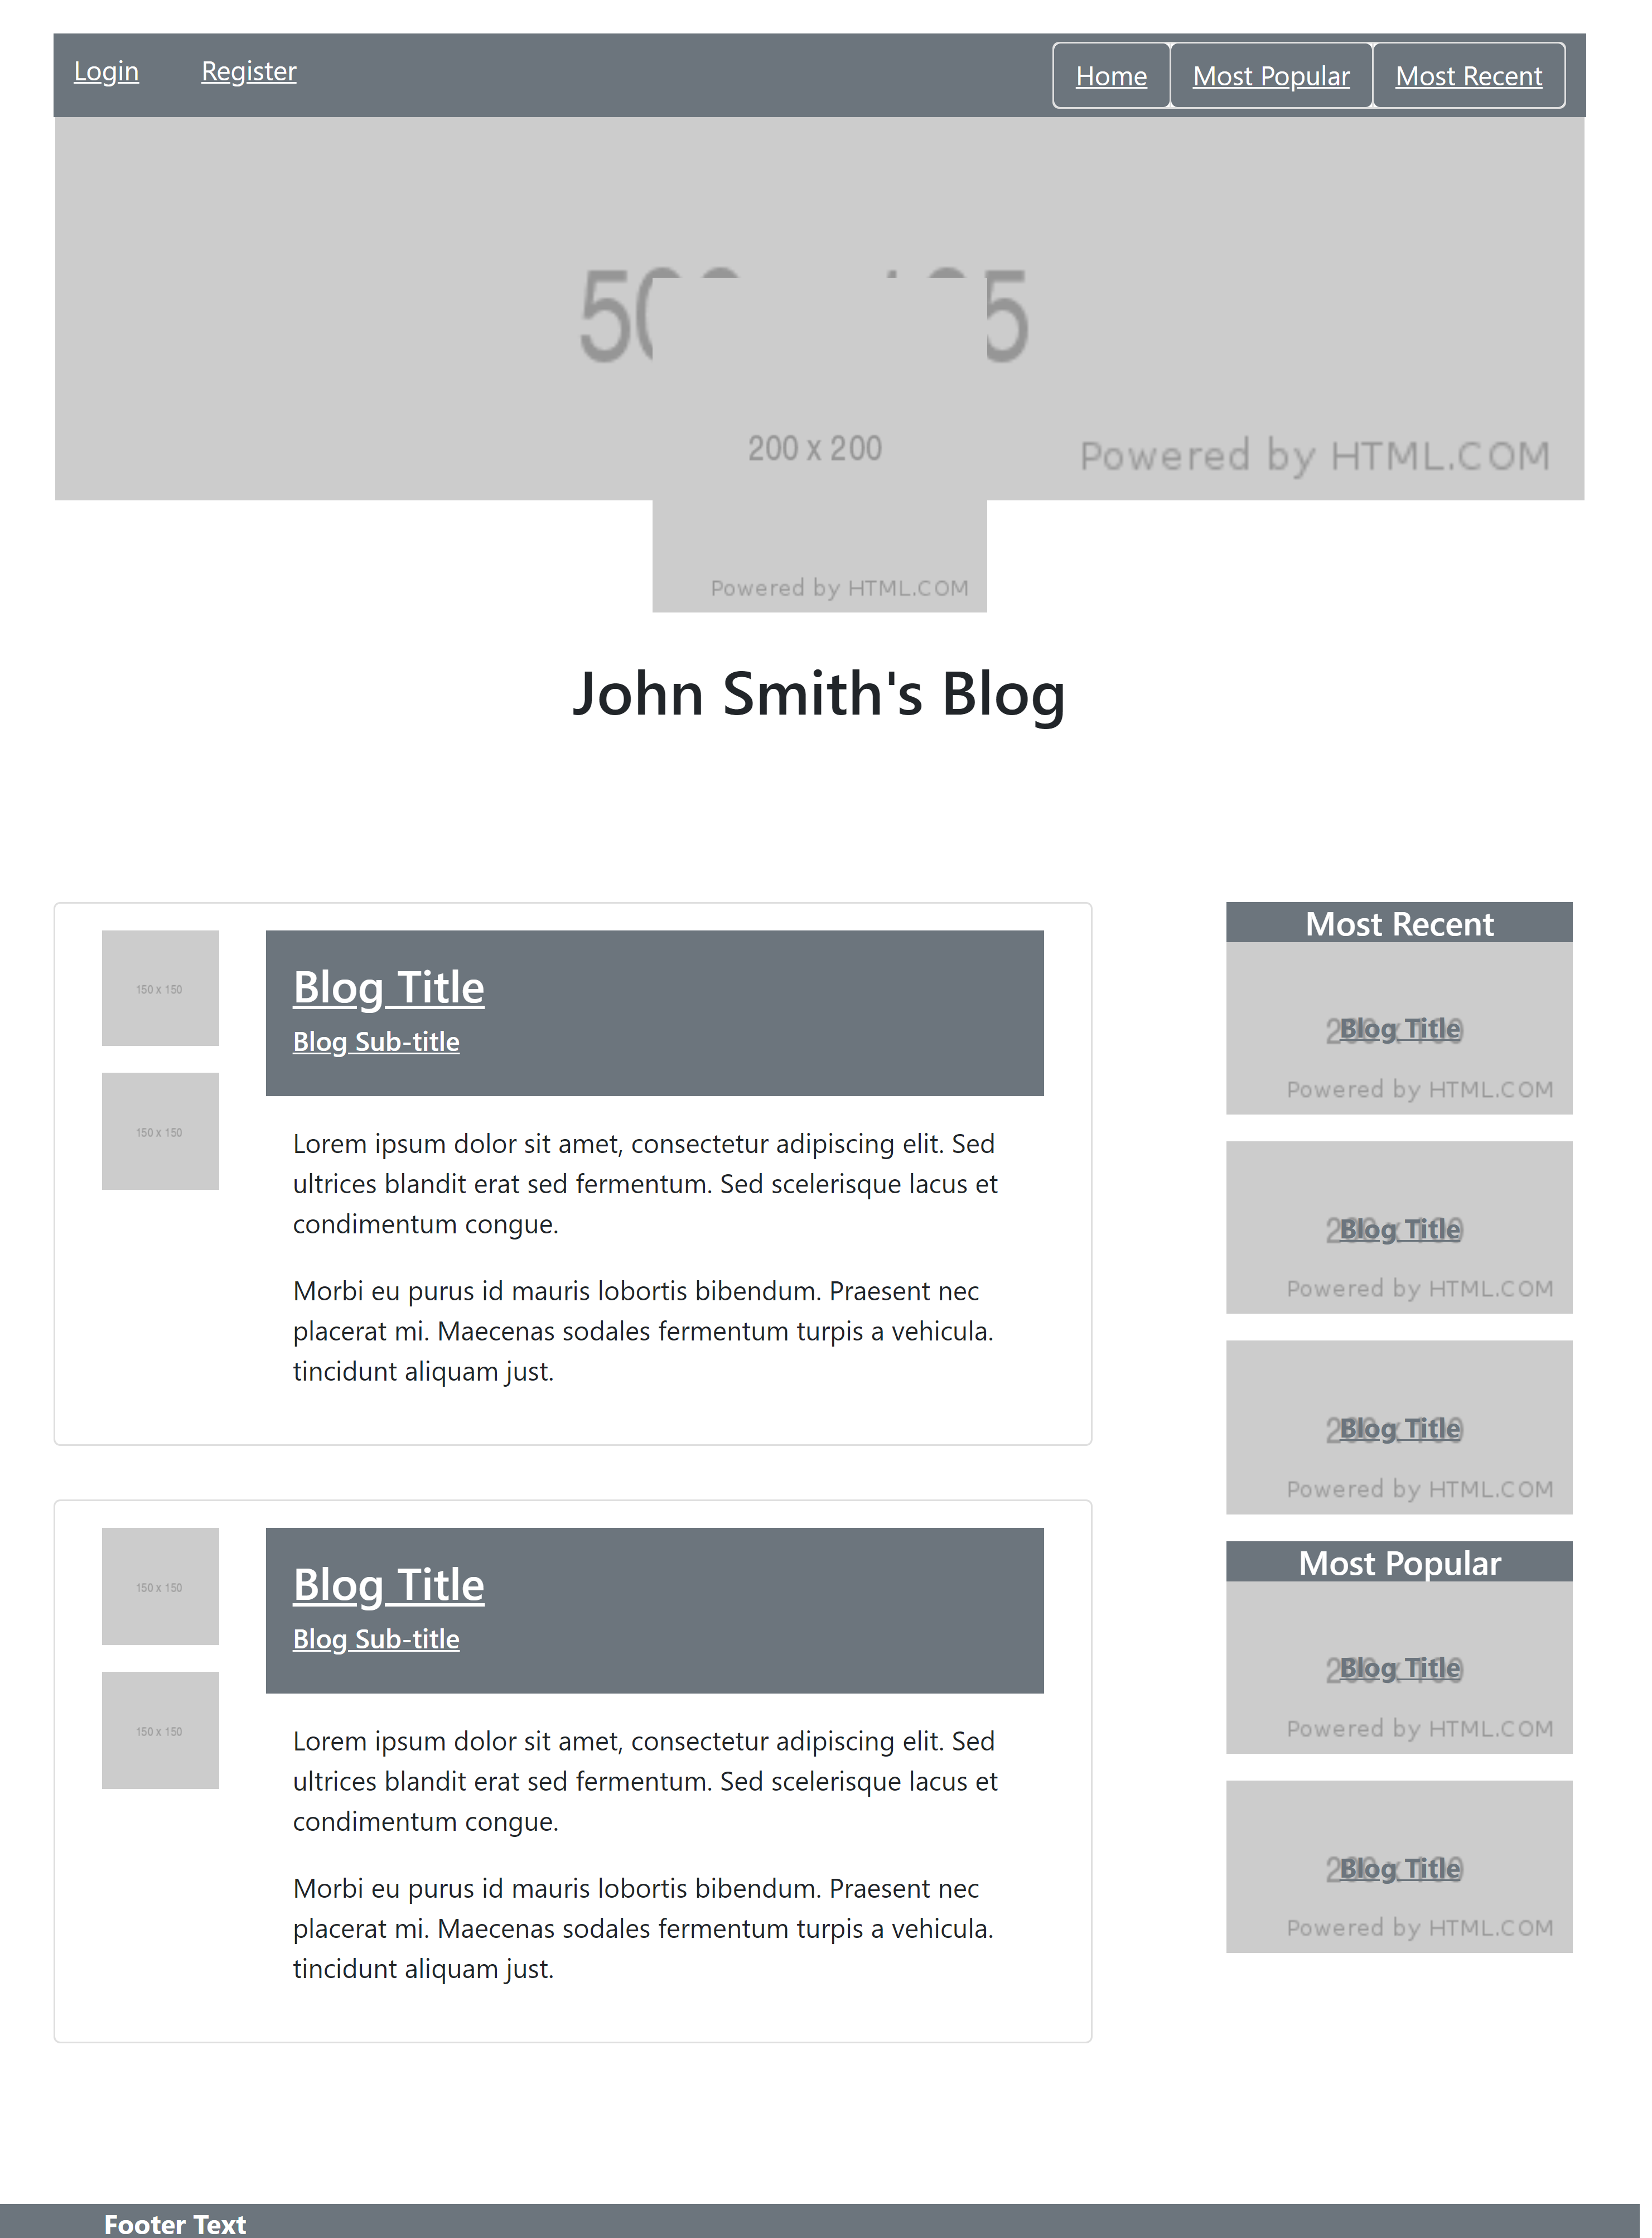 Login Register Home Most Popular Most Recent
200 x 200
Powered by HTML.COM
Powered by HTML.COM
John Smith's Blog
150 x 150
150 x 150
Blog Title
Blog Sub-title
Lorem ipsum dolor sit amet, consectetur adipiscing elit. Sed
ultrices blandit erat sed fermentum. Sed scelerisque lacus et
condimentum congue.
Morbi eu purus id mauris lobortis bibendum. Praesent nec
placerat mi. Maecenas sodales fermentum turpis a vehicula.
tincidunt aliquam just.
150 x 150
150 x 150
Blog Title
Blog Sub-title
Lorem ipsum dolor sit amet, consectetur adipiscing elit. Sed
ultrices blandit erat sed fermentum. Sed scelerisque lacus et
condimentum congue.
Morbi eu purus id mauris lobortis bibendum. Praesent nec
placerat mi. Maecenas sodales fermentum turpis a vehicula.
tincidunt aliquam just.
Most Recent
Blog Title
Powered by HTML.COM
Blog Title
Powered by HTML.COM
Blog Title
Powered by HTML.COM
Most Popular
Blog Title
Powered by HTML.COM
Blog Title
Powered by HTML.COM
Footer Text